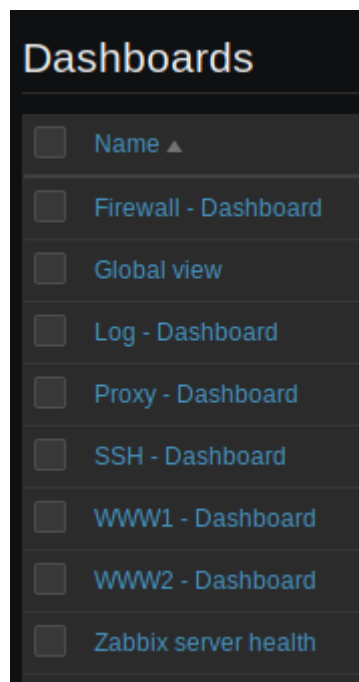 Dashboards
Name ▲
Firewall - Dashboard
Global view
Log - Dashboard
Proxy - Dashboard
SSH - Dashboard
WWW1 - Dashboard
WWW2 - Dashboard
Zabbix server health